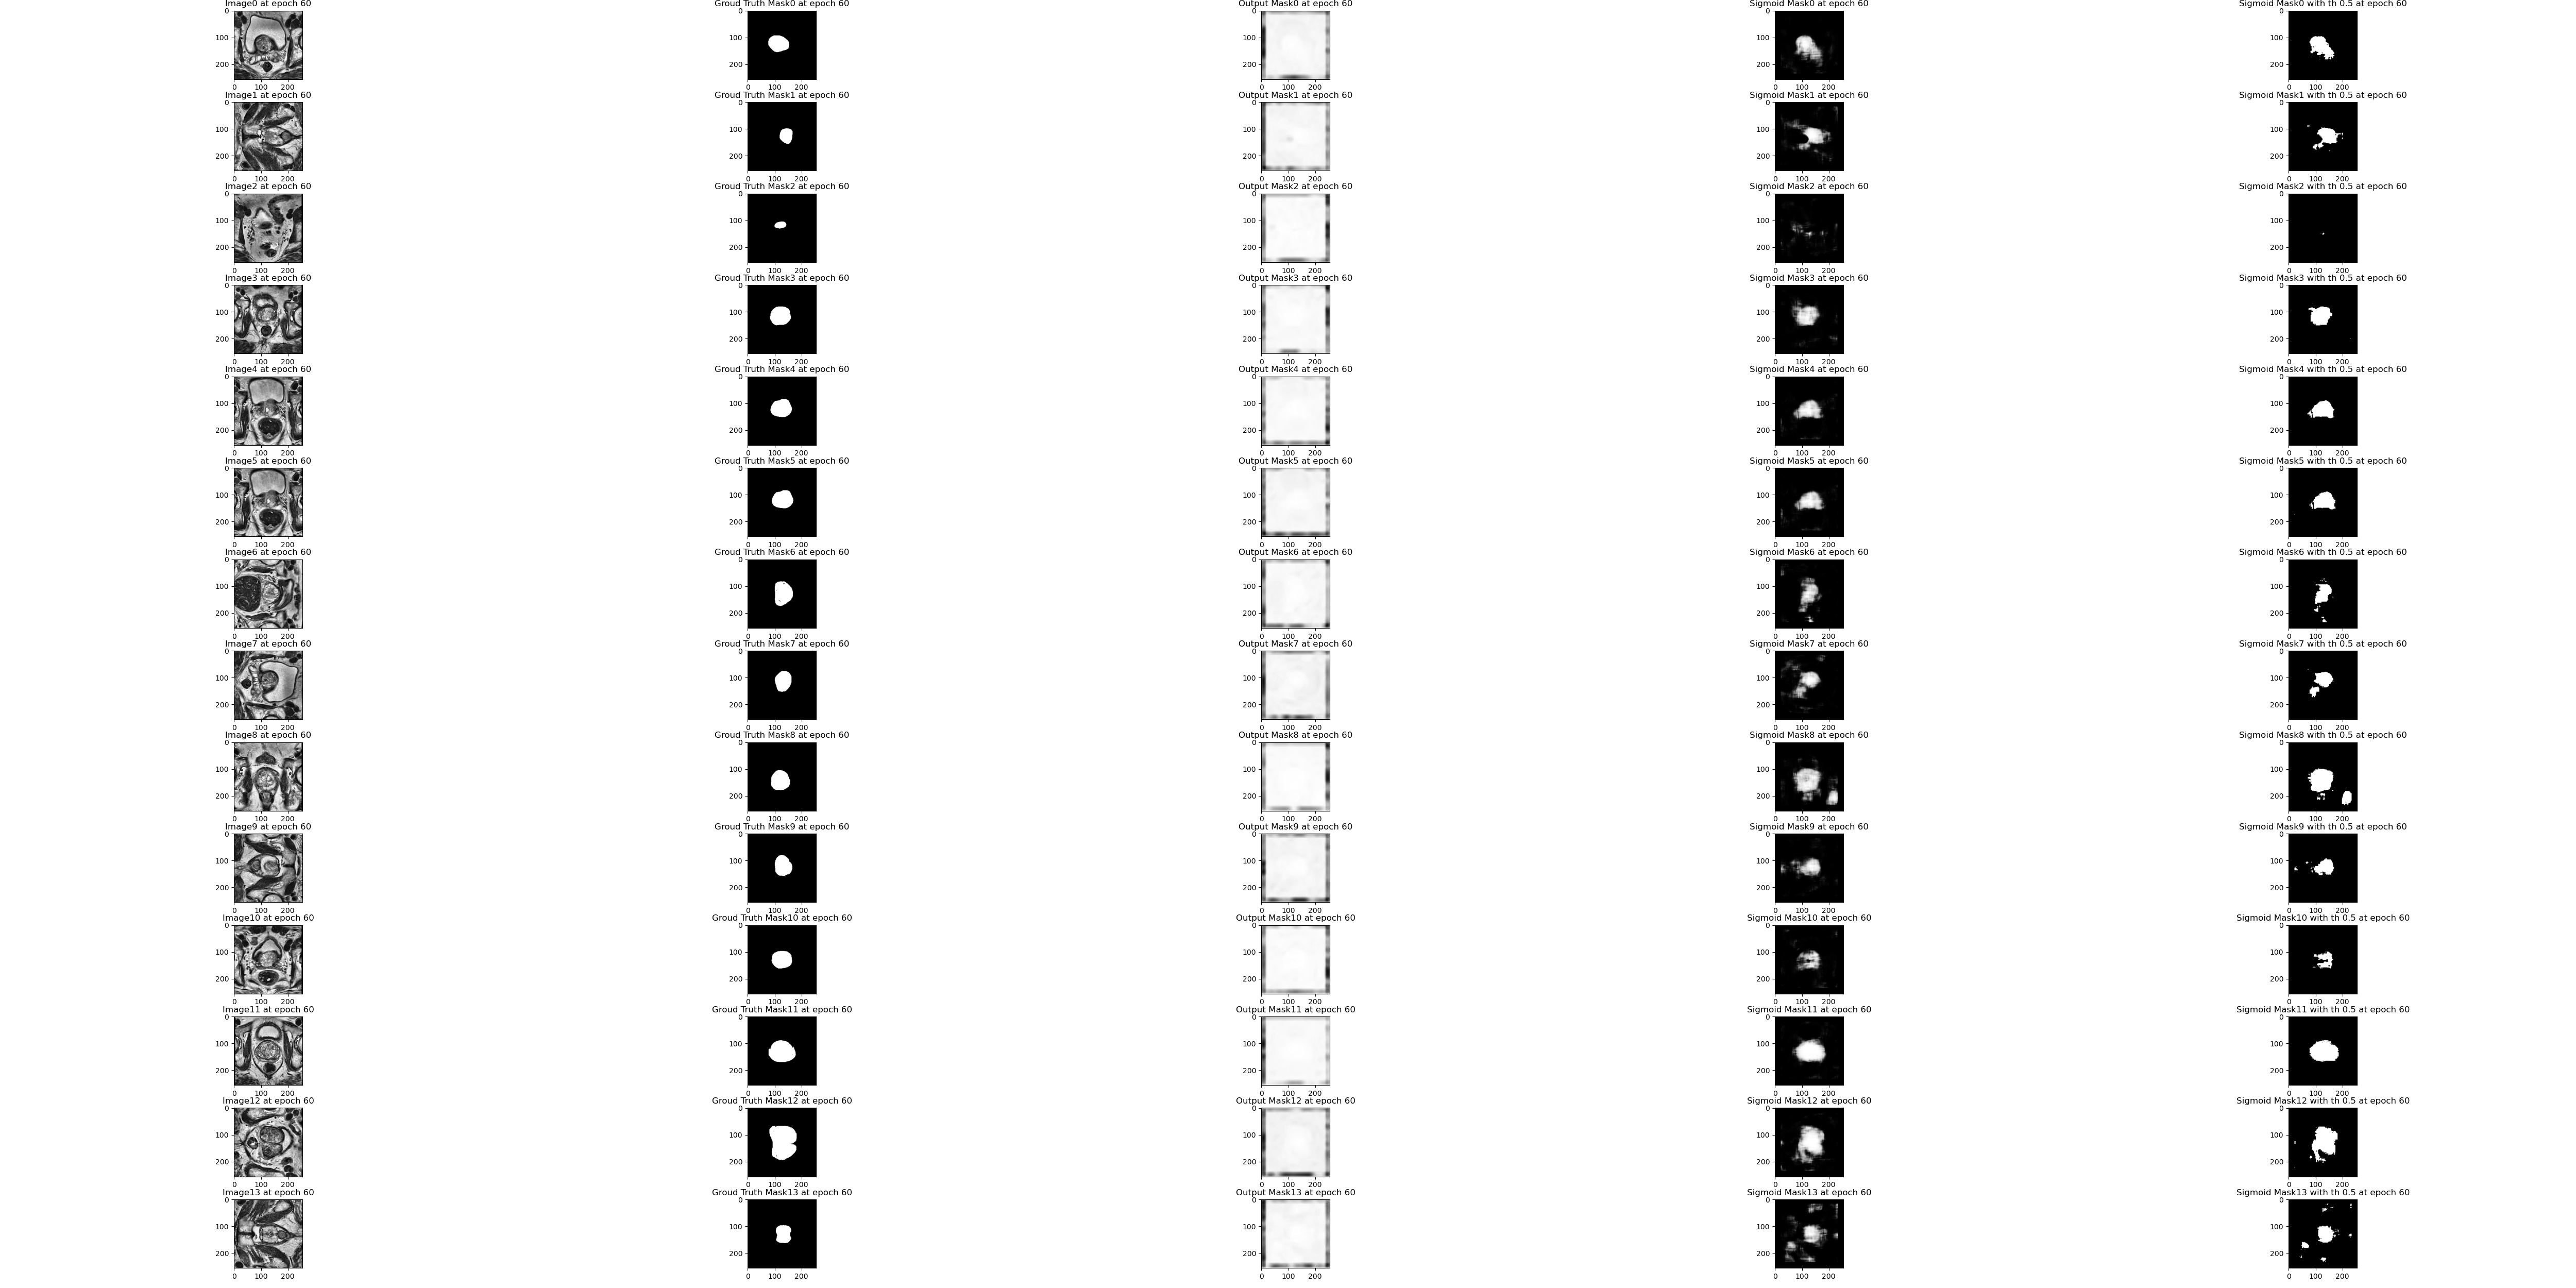 Image0 at epoch 60 Groud Truth Mask0 at epoch 60 Output Mask0 at epoch 60 Sigmoid Mask0 at epoch 60 Sigmoid Mask0 with th 0.5 at epoch 60
0 0 0 0 0
100 100 100 100 100
200 200 200 200 200
0 100 200 0 100 200 0 100 200 0 100 200 0 100 200
Image1 at epoch 60 Groud Truth Mask1 at epoch 60 Output Mask1 at epoch 60 Sigmoid Mask1 at epoch 60 Sigmoid Mask1 with th 0.5 at epoch 60
0 0 0 0 0
100 100 100 100 100
200 200 200 200 200
0 100 200 0 100 200 0 100 200 0 100 200 0 100 200
Image2 at epoch 60 Groud Truth Mask2 at epoch 60 Output Mask2 at epoch 60 Sigmoid Mask2 at epoch 60 Sigmoid Mask2 with th 0.5 at epoch 60
0 0 0 0 0
100 100 100 100 100
200 200 200 200 200
0 100 200 0 100 200 0 100 200 0 100 200 0 100 200
Image3 at epoch 60 Groud Truth Mask3 at epoch 60 Output Mask3 at epoch 60 Sigmoid Mask3 at epoch 60 Sigmoid Mask3 with th 0.5 at epoch 60
0 0 0 0 0
100 100 100 100 100
200 200 200 200 200
0 100 200 0 100 200 0 100 200 0 100 200 0 100 200
Image4 at epoch 60 Groud Truth Mask4 at epoch 60 Output Mask4 at epoch 60 Sigmoid Mask4 at epoch 60 Sigmoid Mask4 with th 0.5 at epoch 60
0 0 0 0 0
100 100 100 100 100
200 200 200 200 200
0 100 200 0 100 200 0 100 200 0 100 200 0 100 200
Image5 at epoch 60 Groud Truth Mask5 at epoch 60 Output Mask5 at epoch 60 Sigmoid Mask5 at epoch 60 Sigmoid Mask5 with th 0.5 at epoch 60
0 0 0 0 0
100 100 100 100 100
200 200 200 200 200
0 100 200 0 100 200 0 100 200 0 100 200 0 100 200
Image6 at epoch 60 Groud Truth Mask6 at epoch 60 Output Mask6 at epoch 60 Sigmoid Mask6 at epoch 60 Sigmoid Mask6 with th 0.5 at epoch 60
0 0 0 0 0
100 100 100 100 100
200 200 200 200 200
0 100 200 0 100 200 0 100 200 0 100 200 0 100 200
Image7 at epoch 60 Groud Truth Mask7 at epoch 60 Output Mask7 at epoch 60 Sigmoid Mask7 at epoch 60 Sigmoid Mask7 with th 0.5 at epoch 60
0 0 0 0 0
100 100 100 100 100
200 200 200 200 200
0 100 200 0 100 200 0 100 200 0 100 200 0 100 200
Image8 at epoch 60 Groud Truth Mask8 at epoch 60 Output Mask8 at epoch 60 Sigmoid Mask8 at epoch 60 Sigmoid Mask8 with th 0.5 at epoch 60
0 0 0 0 0
100 100 100 100 100
200 200 200 200 200
0 100 200 0 100 200 0 100 200 0 100 200 0 100 200
Image9 at epoch 60 Groud Truth Mask9 at epoch 60 Output Mask9 at epoch 60 Sigmoid Mask9 at epoch 60 Sigmoid Mask9 with th 0.5 at epoch 60
0 0 0 0 0
100 100 100 100 100
200 200 200 200 200
0 100 200 0 100 200 0 100 200 0 100 200 0 100 200
Image10 at epoch 60 Groud Truth Mask10 at epoch 60 Output Mask10 at epoch 60 Sigmoid Mask10 at epoch 60 Sigmoid Mask10 with th 0.5 at epoch 60
0 0 0 0 0
100 100 100 100 100
200 200 200 200 200
0 100 200 0 100 200 0 100 200 0 100 200 0 100 200
Image11 at epoch 60 Groud Truth Mask11 at epoch 60 Output Mask11 at epoch 60 Sigmoid Mask11 at epoch 60 Sigmoid Mask11 with th 0.5 at epoch 60
0 0 0 0 0
100 100 100 100 100
200 200 200 200 200
0 100 200 0 100 200 0 100 200 0 100 200 0 100 200
Image12 at epoch 60 Groud Truth Mask12 at epoch 60 Output Mask12 at epoch 60 Sigmoid Mask12 at epoch 60 Sigmoid Mask12 with th 0.5 at epoch 60
0 0 0 0 0
100 100 100 100 100
200 200 200 200 200
0 100 200 0 100 200 0 100 200 0 100 200 0 100 200
Image13 at epoch 60 Groud Truth Mask13 at epoch 60 Output Mask13 at epoch 60 Sigmoid Mask13 at epoch 60 Sigmoid Mask13 with th 0.5 at epoch 60
0 0 0 0 0
100 100 100 100 100
200 200 200 200 200
0 100 200 0 100 200 0 100 200 0 100 200 0 100 200